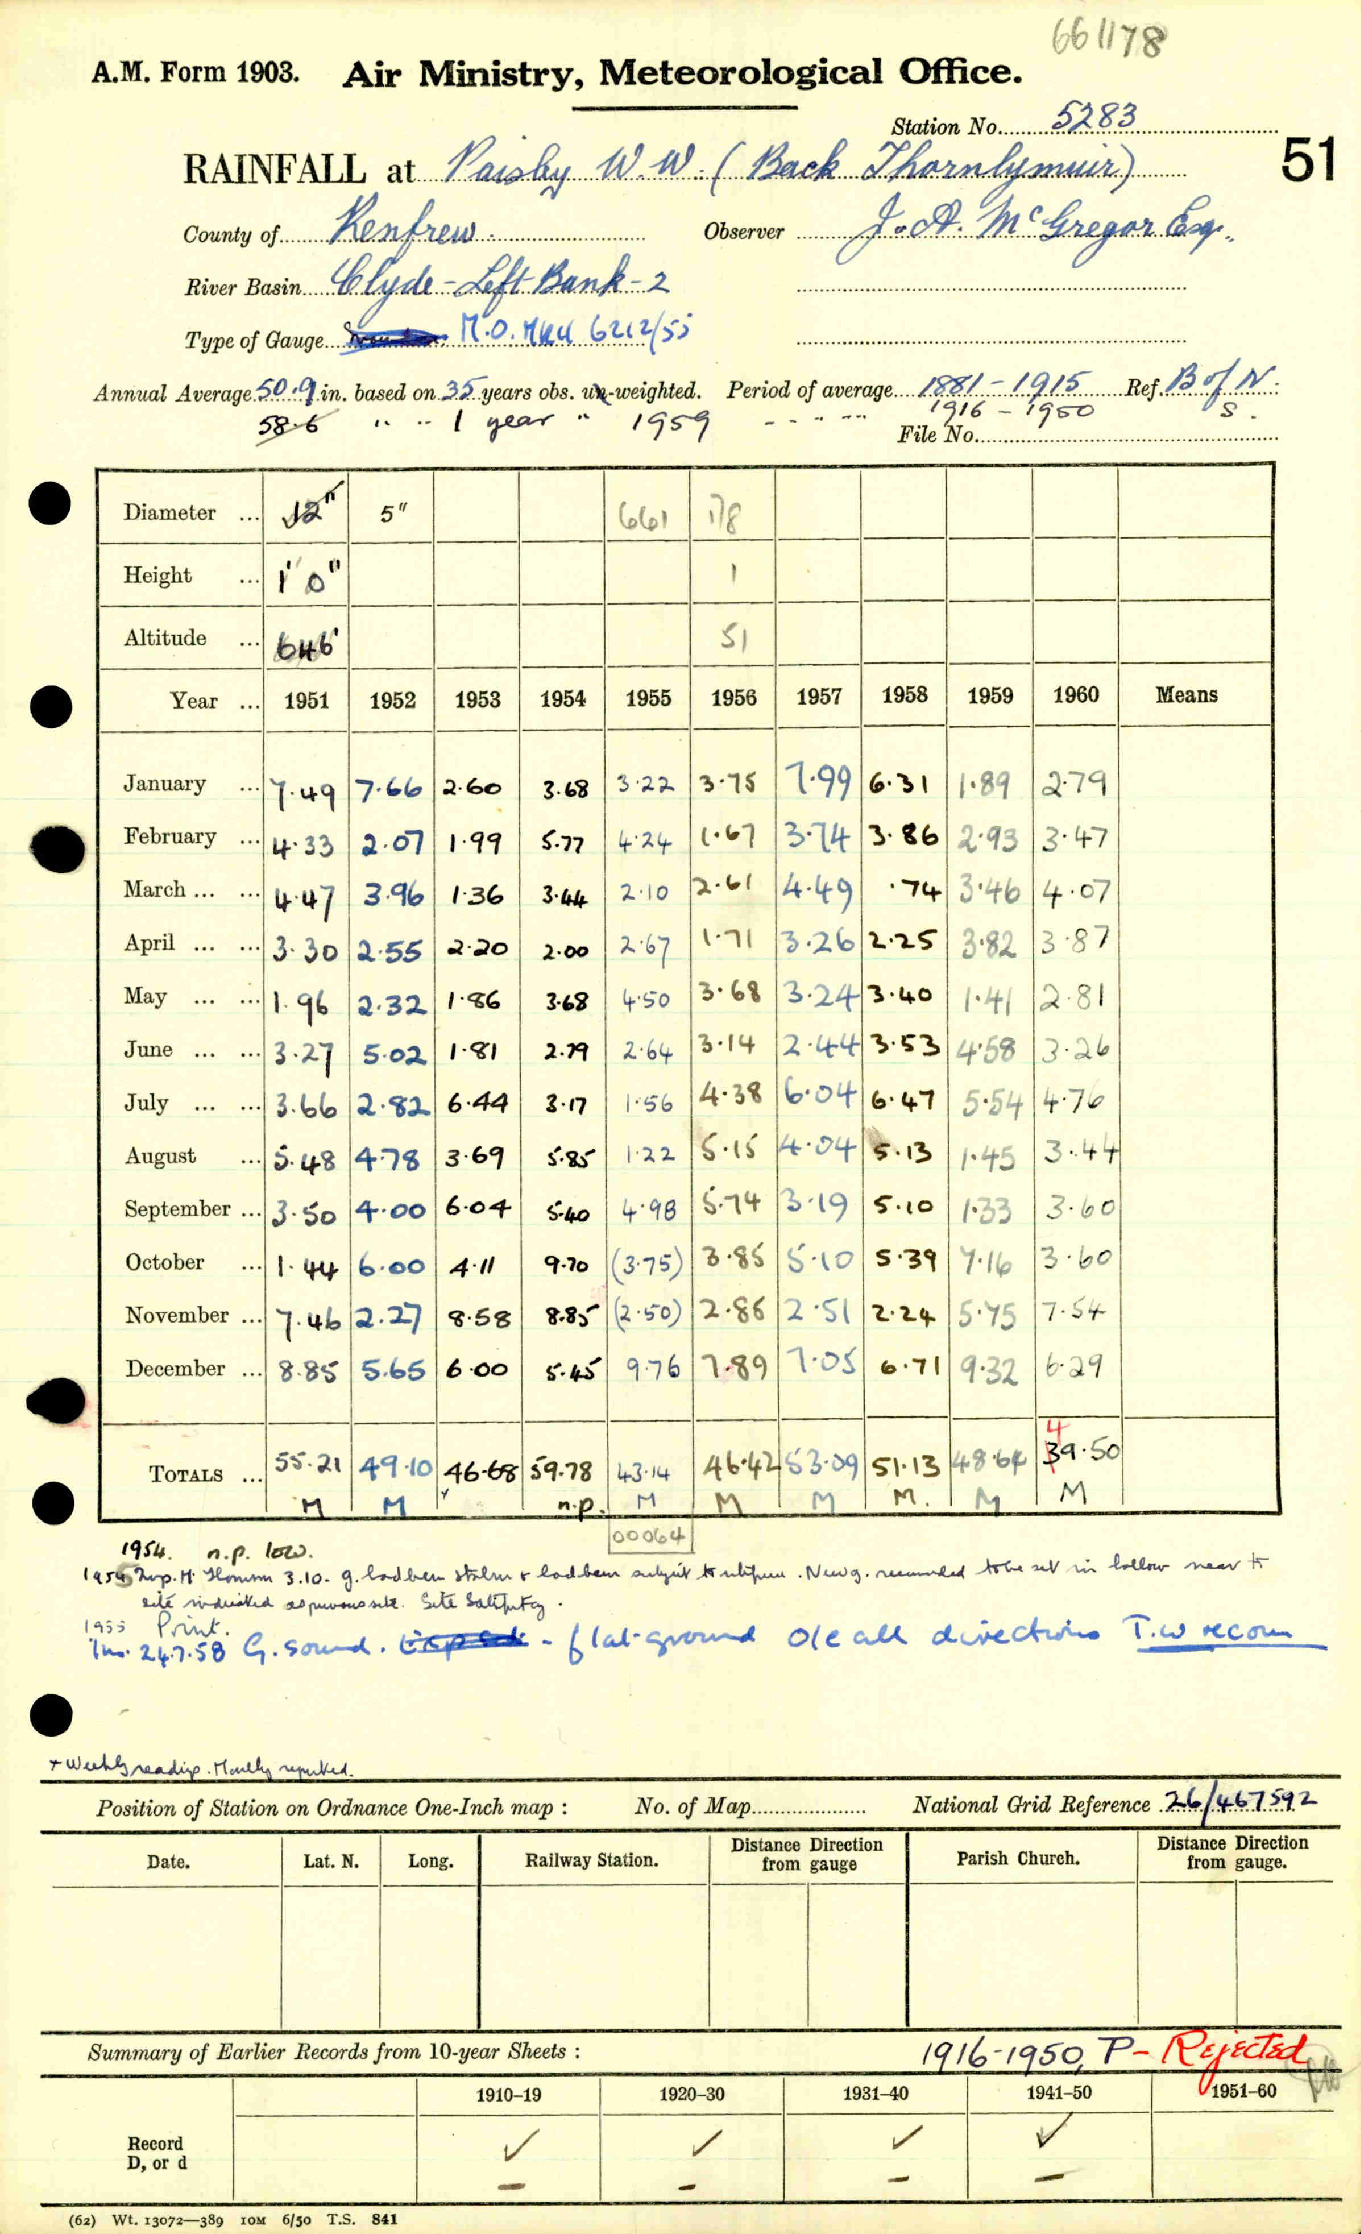 661178
A.M. Form 1903. Air Ministry, Meteorological Office.
Station No. 5283
RAINFALL at Paisley W.W. (Back Thornlymuir) 51
County of Renfrew. Observer J. A. McGregor Esq.
River Basin Clyde - Left Bank - 2
Type of Gauge M.O. MkII 6212/55
Annual Average 50.9 in. based on 35 years obs. un-weighted. Period of average 1881 - 1915 Ref. B of N.
58.6 " " " 1 year " 1959 - - " - - 1916 - 1950 S.
File No.
Diameter ... 12" 5" 661 178
Height ... 1' 0" 1
Altitude ... 646' 51
Year ... 1951 1952 1953 1954 1955 1956 1957 1958 1959 1960 Means
January ... 7.49 7.66 2.60 3.68 3.22 3.75 7.99 6.31 1.89 2.79
February ... 4.33 2.07 1.99 5.77 4.24 1.67 3.74 3.86 2.93 3.47
March ... ... 4.47 3.96 1.36 3.44 2.10 2.61 4.49 .74 3.46 4.07
April ... ... 3.30 2.55 2.20 2.00 2.67 1.71 3.26 2.25 3.82 3.87
May ... ... 1.96 2.32 1.86 3.68 4.50 3.68 3.24 3.40 1.41 2.81
June ... ... 3.27 5.02 1.81 2.79 2.64 3.14 2.44 3.53 4.58 3.26
July ... ... 3.66 2.82 6.44 3.17 1.56 4.38 6.04 6.47 5.54 4.76
August ... 5.48 4.78 3.69 5.85 1.22 5.15 4.04 5.13 1.45 3.44
September ... 3.50 4.00 6.04 5.40 4.98 5.74 3.19 5.10 1.33 3.60
October ... 1.44 6.00 4.11 9.70 (3.75) 3.85 5.10 5.39 7.16 3.60
November ... 7.46 2.27 8.58 8.85 (2.50) 2.86 2.51 2.24 5.75 7.54
December ... 8.85 5.65 6.00 5.45 9.76 7.89 7.05 6.71 9.32 6.29
4
TOTALS ... 55.21 49.10 46.68 59.78 43.14 46.42 53.09 51.13 48.64 39.50
M M n.p. M M M M. M M
00064
1954. n.p. low.
1955 Insp. 3.10. g. had been stolen & had been subject to New g. recommended to be set in hollow near to
site indicated as previous site. Site
1955 Print.
Ins. 24.7.58 G. sound. - flat ground O/c all directions T.W recom
+ Weekly readings. Monthly reported.
Position of Station on Ordnance One-Inch map : No. of Map National Grid Reference 26/467592
Date. Lat. N. Long. Railway Station. Distance Direction from gauge Parish Church. Distance Direction from gauge.
Summary of Earlier Records from 10-year Sheets : 1916-1950, P - Rejected
1910–19 1920–30 1931–40 1941–50 1951–60
Record ✓ ✓ ✓ ✓
D, or d – – – –
(62) Wt. 13072—389 10M 6/50 T.S. 841